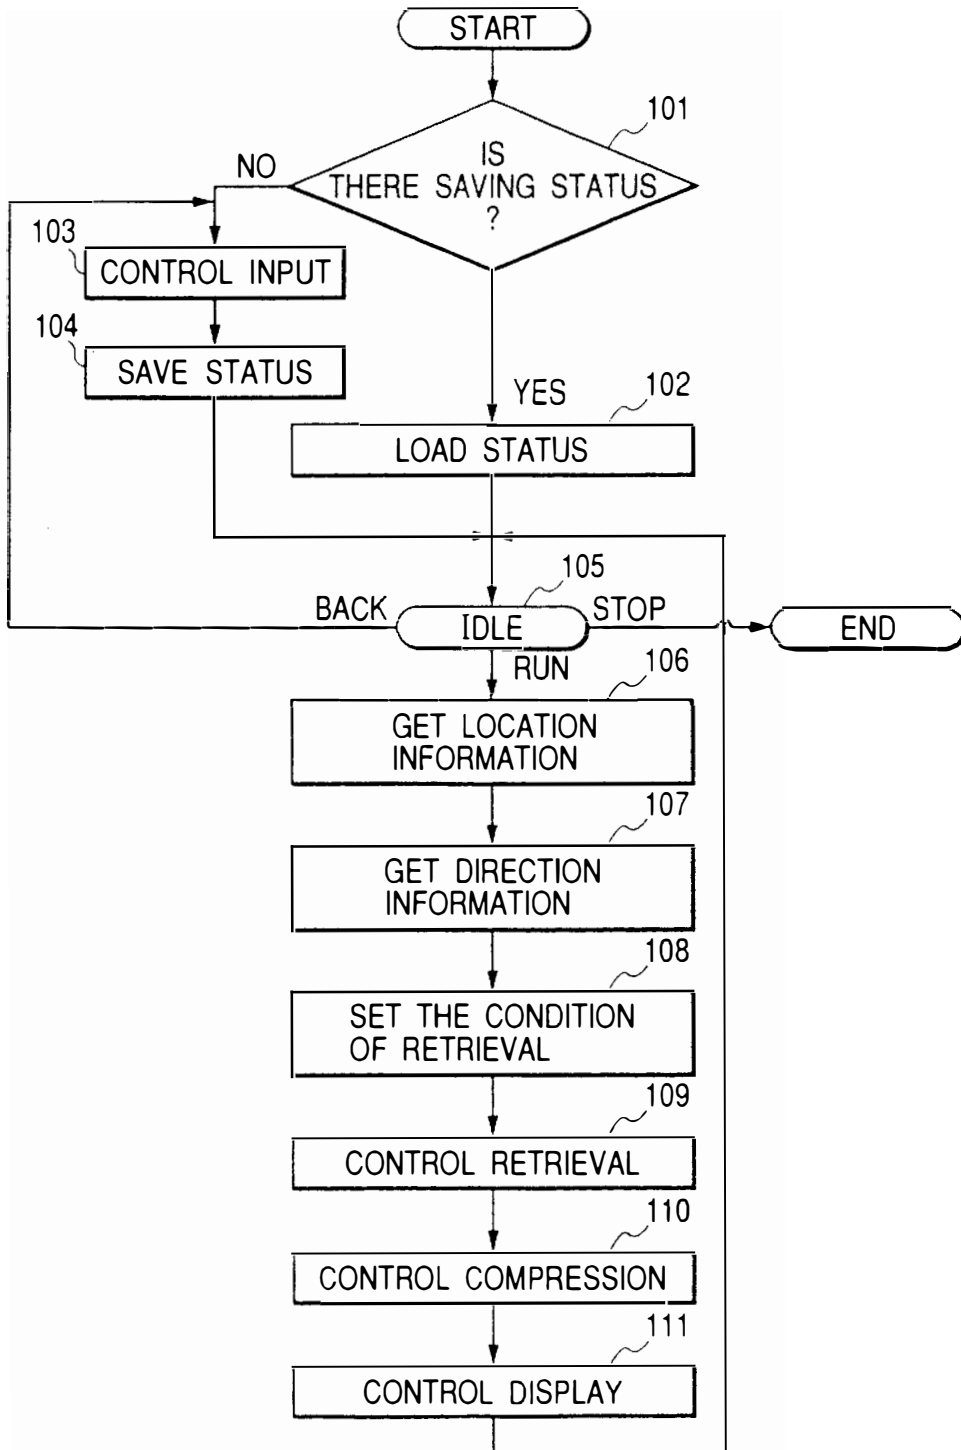 START
101
IS
THERE SAVING STATUS
?
NO
103
CONTROL INPUT
104
SAVE STATUS
YES
102
LOAD STATUS
105
BACK
IDLE
STOP
END
RUN
106
GET LOCATION
INFORMATION
107
GET DIRECTION
INFORMATION
108
SET THE CONDITION
OF RETRIEVAL
109
CONTROL RETRIEVAL
110
CONTROL COMPRESSION
111
CONTROL DISPLAY